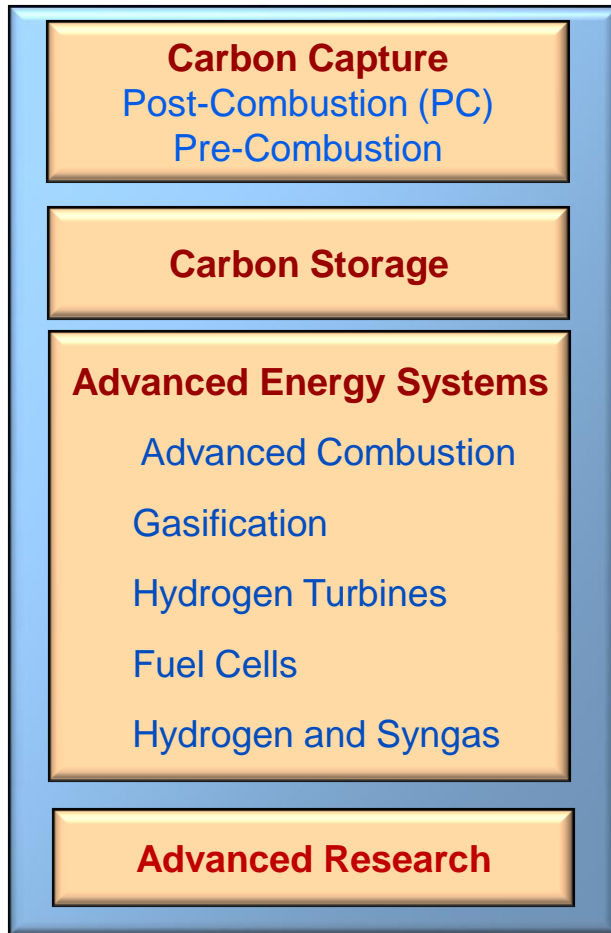 Carbon Capture
Post-Combustion (PC)
Pre-Combustion
Carbon Storage
Advanced Energy Systems
Advanced Combustion
Gasification
Hydrogen Turbines
Fuel Cells
Hydrogen and Syngas
Advanced Research